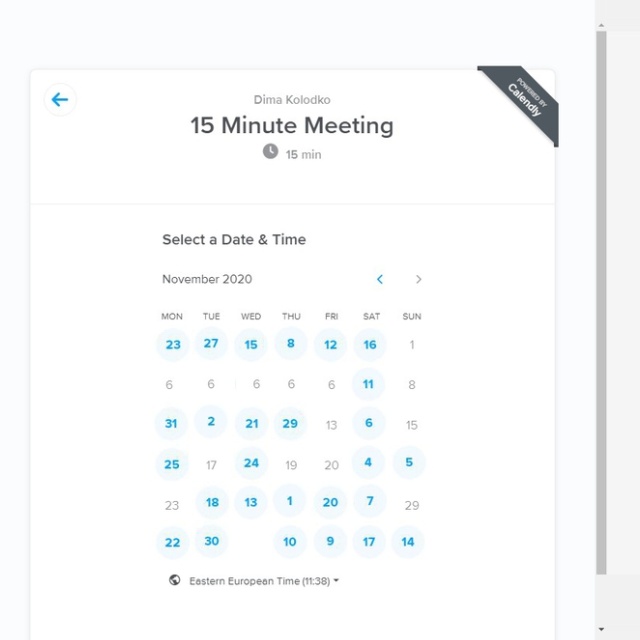 Dima Kolodko
15 Minute Meeting
15 min
POWERED BY
Calendly
Select a Date & Time
November 2020
MON TUE WED THU FRI SAT SUN
23 27 15 8 12 16 1
6 6 6 6 6 11 8
31 2 21 29 13 6 15
25 17 24 19 20 4 5
23 18 13 1 20 7 29
22 30 10 9 17 14
Eastern European Time (11:38)